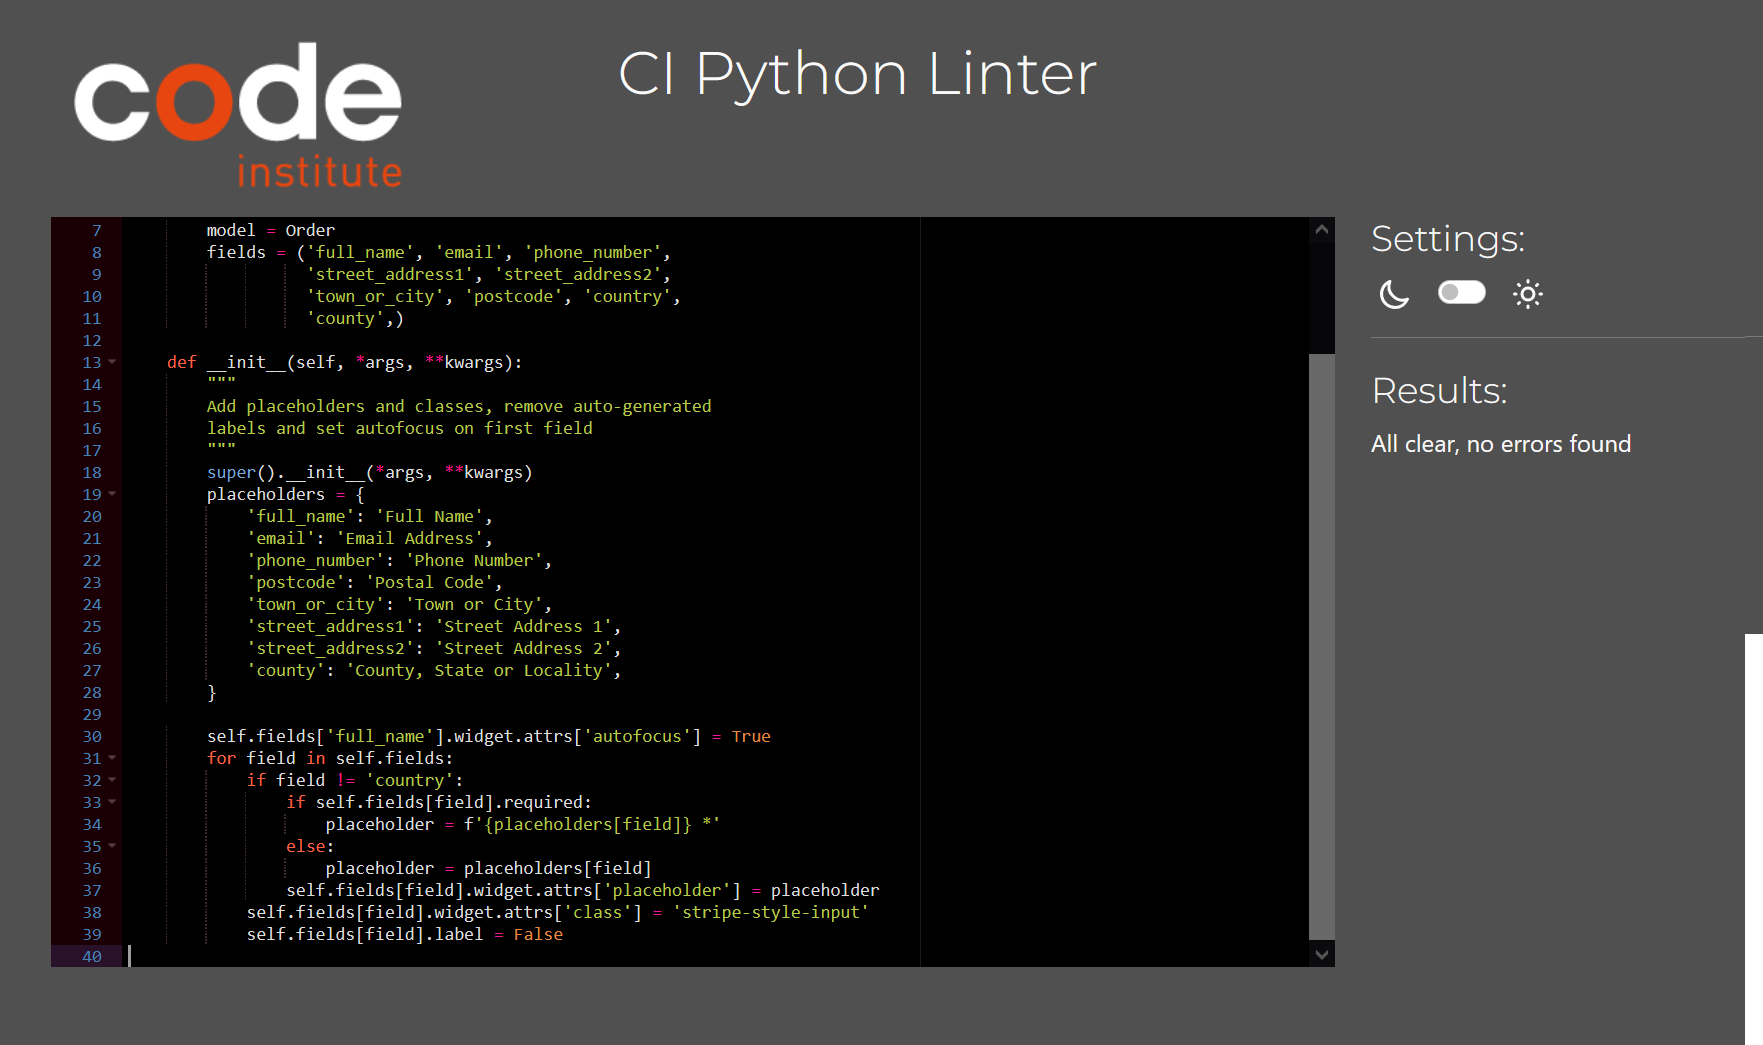 code
institute
CI Python Linter
7         model = Order
8         fields = ('full_name', 'email', 'phone_number',
9                   'street_address1', 'street_address2',
10                   'town_or_city', 'postcode', 'country',
11                   'county',)
12
13     def __init__(self, *args, **kwargs):
14         """
15         Add placeholders and classes, remove auto-generated
16         labels and set autofocus on first field
17         """
18         super().__init__(*args, **kwargs)
19         placeholders = {
20             'full_name': 'Full Name',
21             'email': 'Email Address',
22             'phone_number': 'Phone Number',
23             'postcode': 'Postal Code',
24             'town_or_city': 'Town or City',
25             'street_address1': 'Street Address 1',
26             'street_address2': 'Street Address 2',
27             'county': 'County, State or Locality',
28         }
29
30         self.fields['full_name'].widget.attrs['autofocus'] = True
31         for field in self.fields:
32             if field != 'country':
33                 if self.fields[field].required:
34                     placeholder = f'{placeholders[field]} *'
35                 else:
36                     placeholder = placeholders[field]
37                 self.fields[field].widget.attrs['placeholder'] = placeholder
38             self.fields[field].widget.attrs['class'] = 'stripe-style-input'
39             self.fields[field].label = False
40
Settings:
Results:
All clear, no errors found